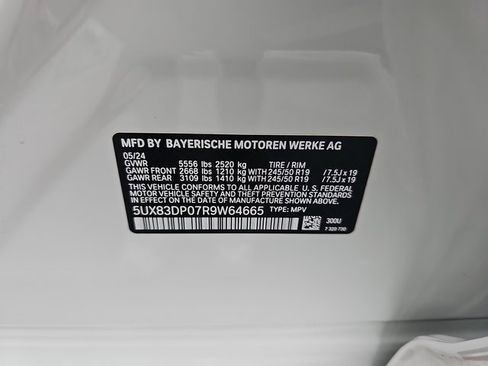 MFD BY BAYERISCHE MOTOREN WERKE AG
05/24
GVWR 5556 lbs 2520 kg TIRE / RIM
GAWR FRONT 2668 lbs 1210 kg WITH 245/50 R19 / 7.5J x 19
GAWR REAR 3109 lbs 1410 kg WITH 245/50 R19 / 7.5J x 19
THIS VEHICLE CONFORMS TO ALL APPLICABLE U. S. FEDERAL
MOTOR VEHICLE SAFETY AND THEFT PREVENTION STANDARDS
IN EFFECT ON THE DATE OF MANUFACTURE SHOWN ABOVE.
5UX83DP07R9W64665 TYPE: MPV 300U